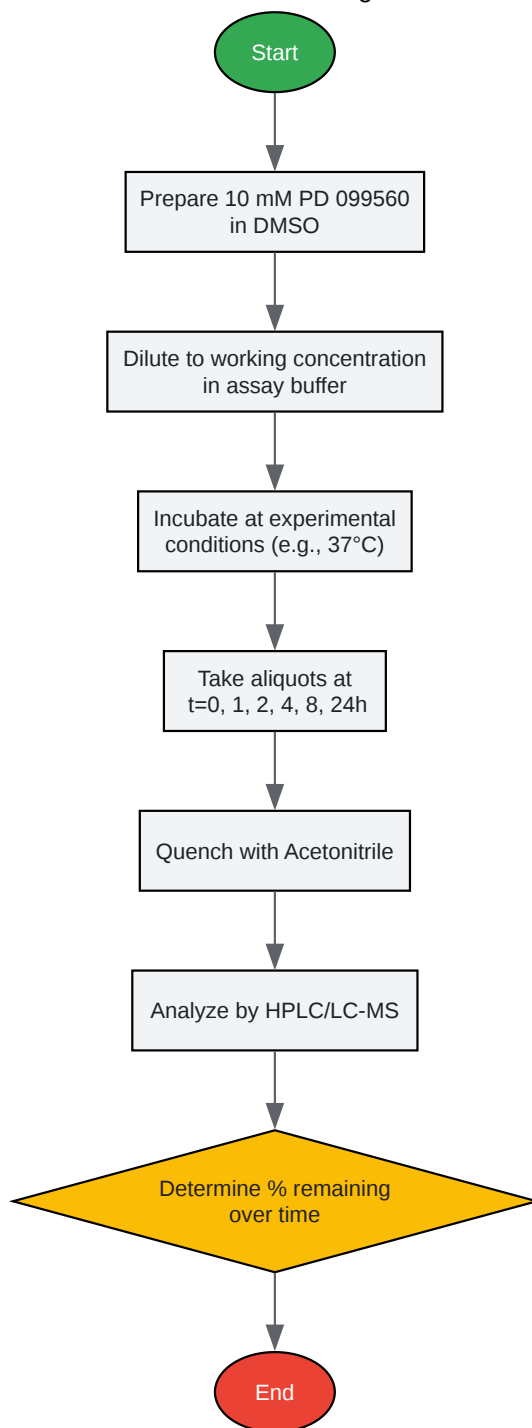 Start
Prepare 10 mM PD 099560
in DMSO
Dilute to working concentration
in assay buffer
Incubate at experimental
conditions (e.g., 37°C)
Take aliquots at
t=0, 1, 2, 4, 8, 24h
Quench with Acetonitrile
Analyze by HPLC/LC-MS
Determine % remaining
over time
End